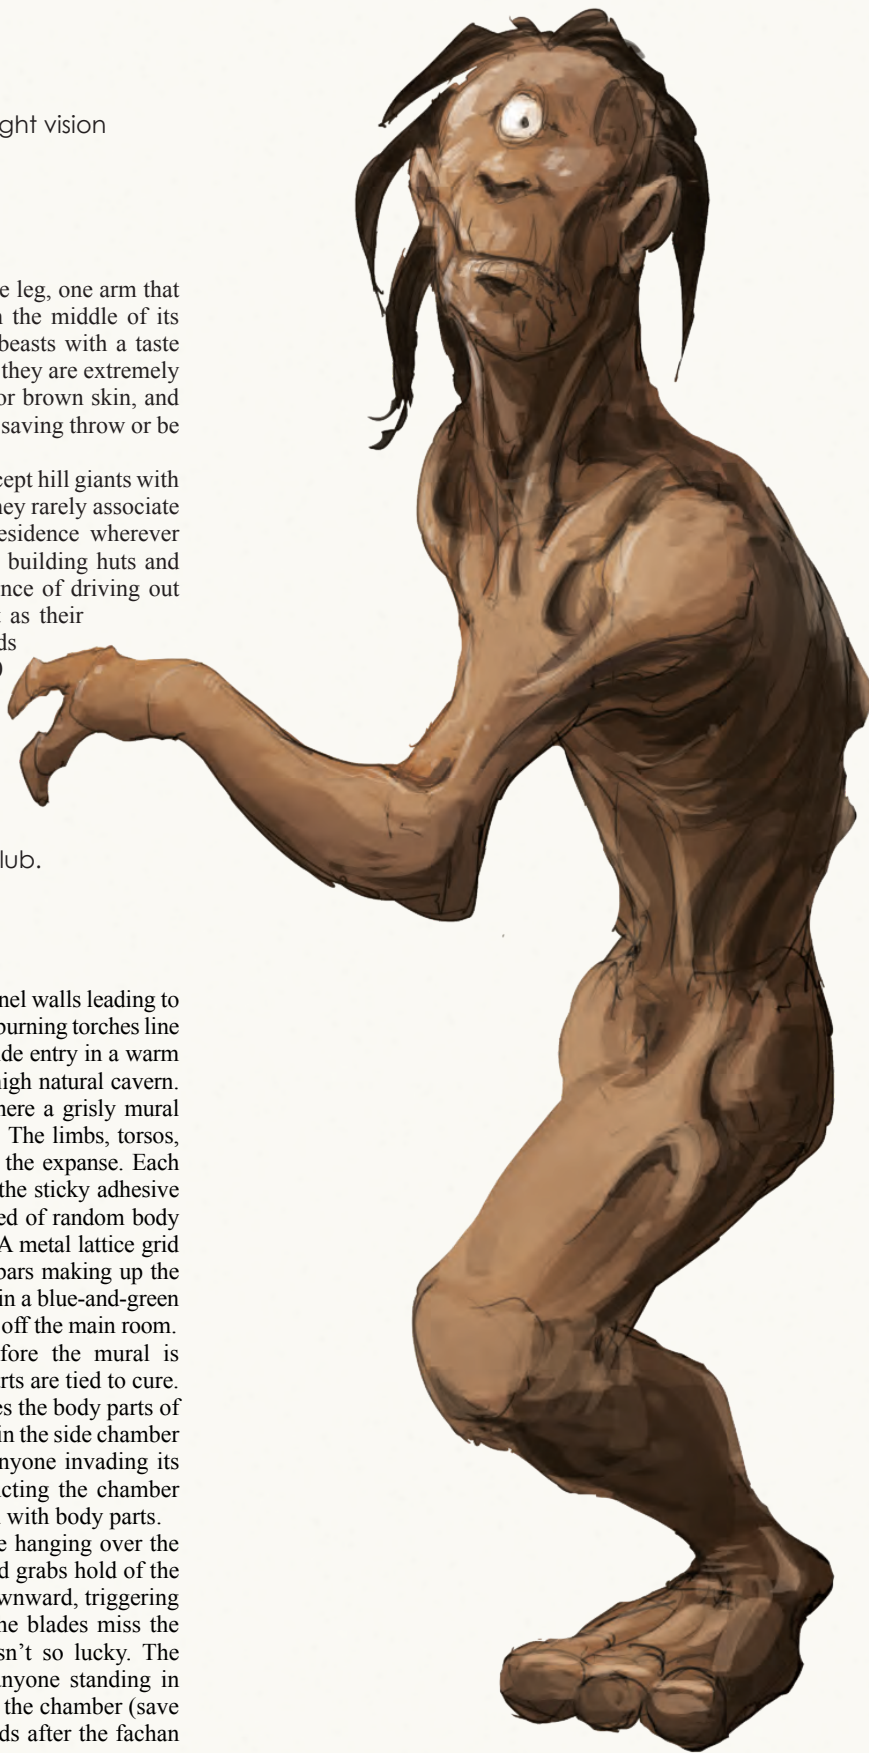 ght vision
e leg, one arm that
n the middle of its
beasts with a taste
they are extremely
or brown skin, and
saving throw or be
cept hill giants with
hey rarely associate
esidence wherever
building huts and
nce of driving out
as their
ds
nel walls leading to
burning torches line
ide entry in a warm
high natural cavern.
here a grisly mural
The limbs, torsos,
the expanse. Each
the sticky adhesive
ed of random body
A metal lattice grid
bars making up the
in a blue-and-green
off the main room.
fore the mural is
arts are tied to cure.
es the body parts of
in the side chamber
nyone invading its
cting the chamber
with body parts.
e hanging over the
d grabs hold of the
wnward, triggering
he blades miss the
sn't so lucky. The
anyone standing in
the chamber (save
ds after the fachan